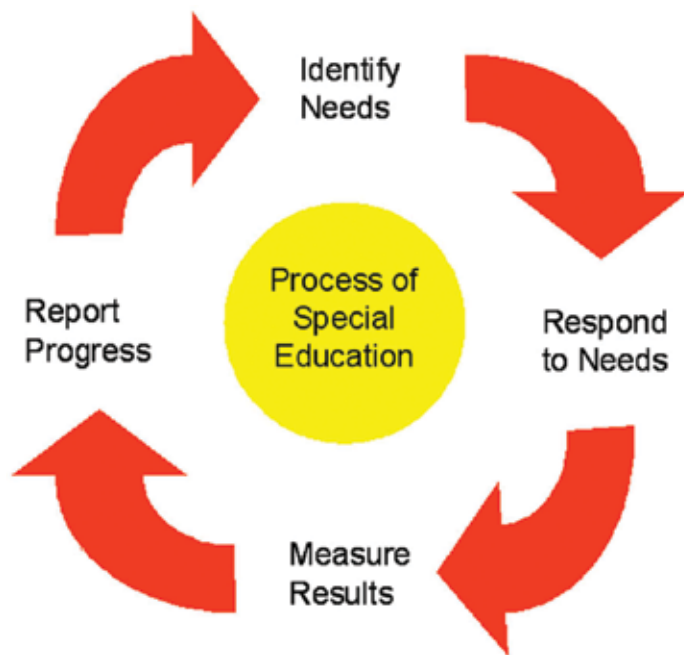 Identify
Needs
Process of
Special
Education
Report
Progress
Respond
to Needs
Measure
Results